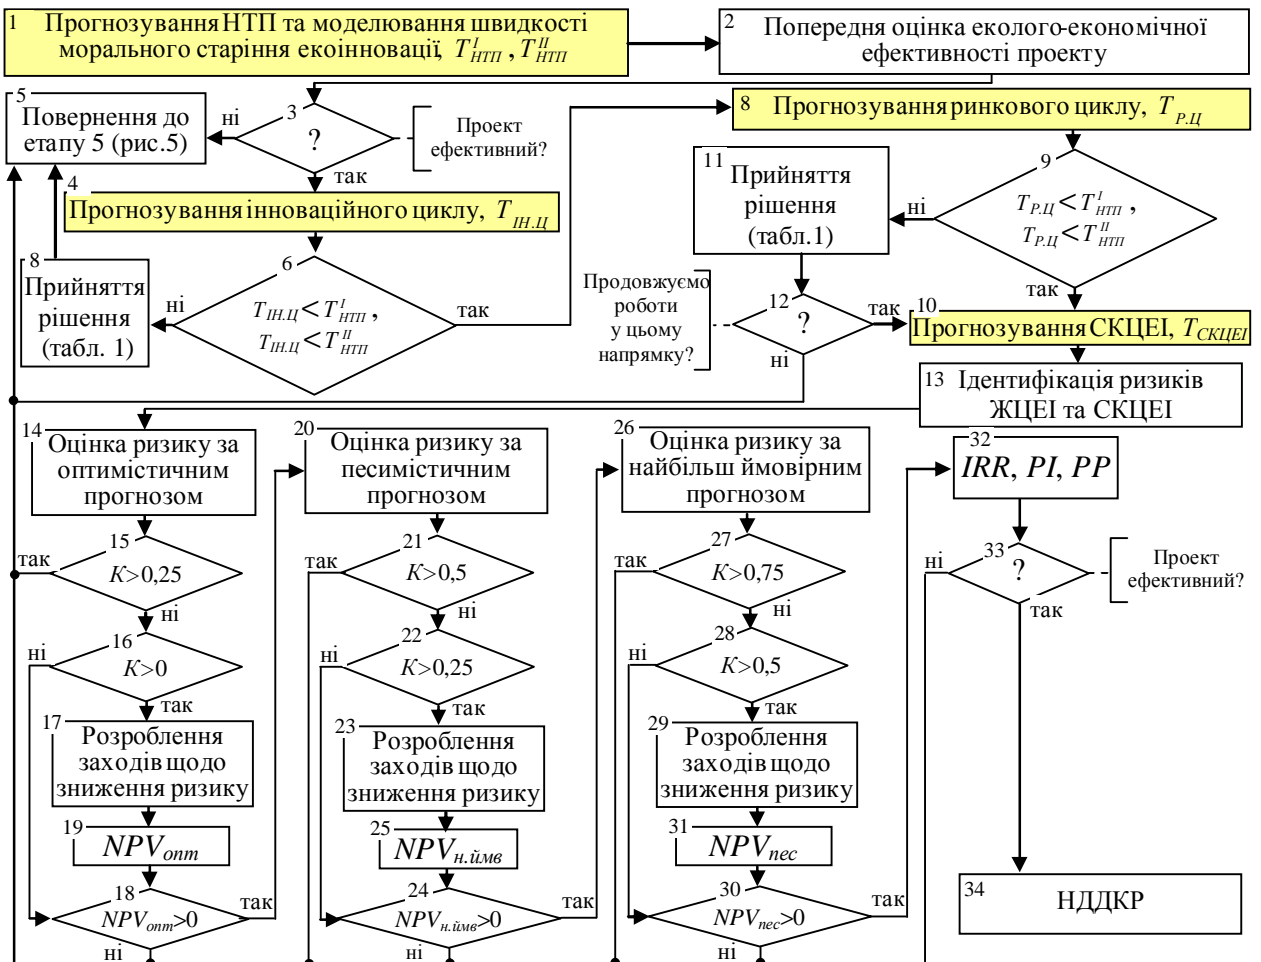 1
Прогнозування НТП та моделювання швидкості
морального старіння екоінновації, T^I_НТП , T^II_НТП
2
Попередня оцінка еколого-економічної
ефективності проекту
5
Повернення до
етапу 5 (рис.5)
ні
3
?
Проект
ефективний?
так
8
Прогнозування ринкового циклу, T_Р.Ц
4
Прогнозування інноваційного циклу, T_ІН.Ц
11
Прийняття
рішення
(табл.1)
ні
9
T_Р.Ц < T^I_НТП ,
T_Р.Ц < T^II_НТП
так
8
Прийняття
рішення
(табл. 1)
ні
6
T_ІН.Ц < T^I_НТП ,
T_ІН.Ц < T^II_НТП
так
Продовжуємо
роботи
у цьому
напрямку?
12
?
так
ні
10
Прогнозування СКЦЕІ, T_СКЦЕІ
13
Ідентифікація ризиків
ЖЦЕІ та СКЦЕІ
14
Оцінка ризику за
оптимістичним
прогнозом
20
Оцінка ризику за
песимістичним
прогнозом
26
Оцінка ризику за
найбільш ймовірним
прогнозом
32
IRR, PI, PP
15
так
K>0,25
ні
21
так
K>0,5
ні
27
так
K>0,75
ні
33
ні
?
так
Проект
ефективний?
16
ні
K>0
так
22
ні
K>0,25
так
28
ні
K>0,5
так
17
Розроблення
заходів щодо
зниження ризику
23
Розроблення
заходів щодо
зниження ризику
29
Розроблення
заходів щодо
зниження ризику
19
NPV_опт
25
NPV_н.ймв
31
NPV_пес
18
NPV_опт>0
так
ні
24
NPV_н.ймв>0
так
ні
30
NPV_пес>0
так
ні
34
НДДКР